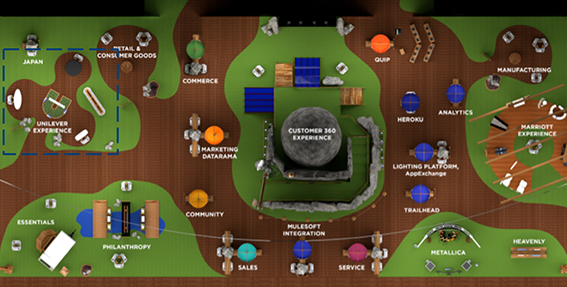 JAPAN
RETAIL &
CONSUMER GOODS
COMMERCE
QUIP
MANUFACTURING
UNILEVER
EXPERIENCE
HEROKU
ANALYTICS
MARRIOTT
EXPERIENCE
CUSTOMER 360
EXPERIENCE
MARKETING
DATARAMA
LIGHTING PLATFORM,
AppExchange
TRAILHEAD
COMMUNITY
ESSENTIALS
PHILANTHROPY
MULESOFT
INTEGRATION
SALES
SERVICE
METALLICA
HEAVENLY